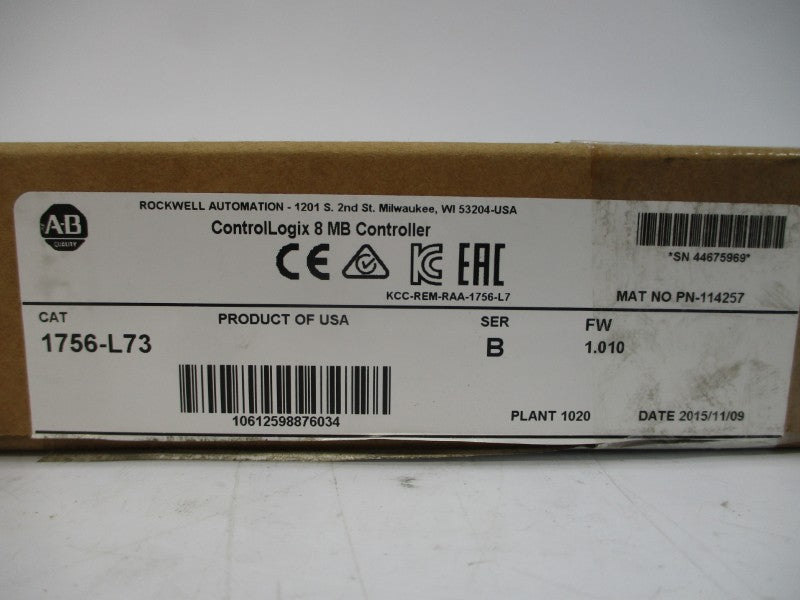 ROCKWELL AUTOMATION - 1201 S. 2nd St. Milwaukee, WI 53204-USA
A-B
QUALITY
ControlLogix 8 MB Controller
CE KC EAC
*SN 44675969*
KCC-REM-RAA-1756-L7
MAT NO PN-114257
CAT
PRODUCT OF USA
SER
FW
1756-L73
B
1.010
10612598876034
PLANT 1020
DATE 2015/11/09